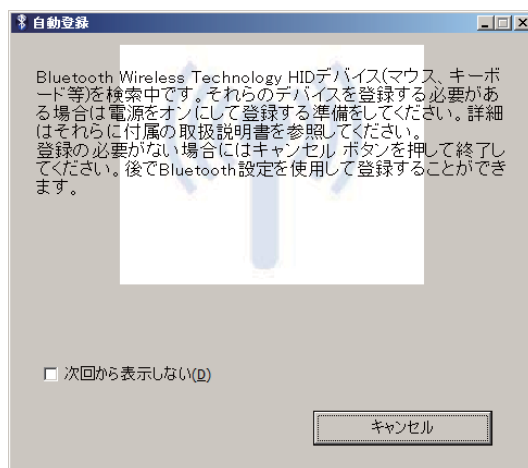 自動登録
Bluetooth Wireless Technology HIDデバイス(マウス、キーボ
ード等)を検索中です。それらのデバイスを登録する必要があ
る場合は電源をオンにして登録する準備をしてください。詳細
はそれらに付属の取扱説明書を参照してください。
登録の必要がない場合にはキャンセル ボタンを押して終了し
てください。後でBluetooth設定を使用して登録することができ
ます。
次回から表示しない(D)
キャンセル